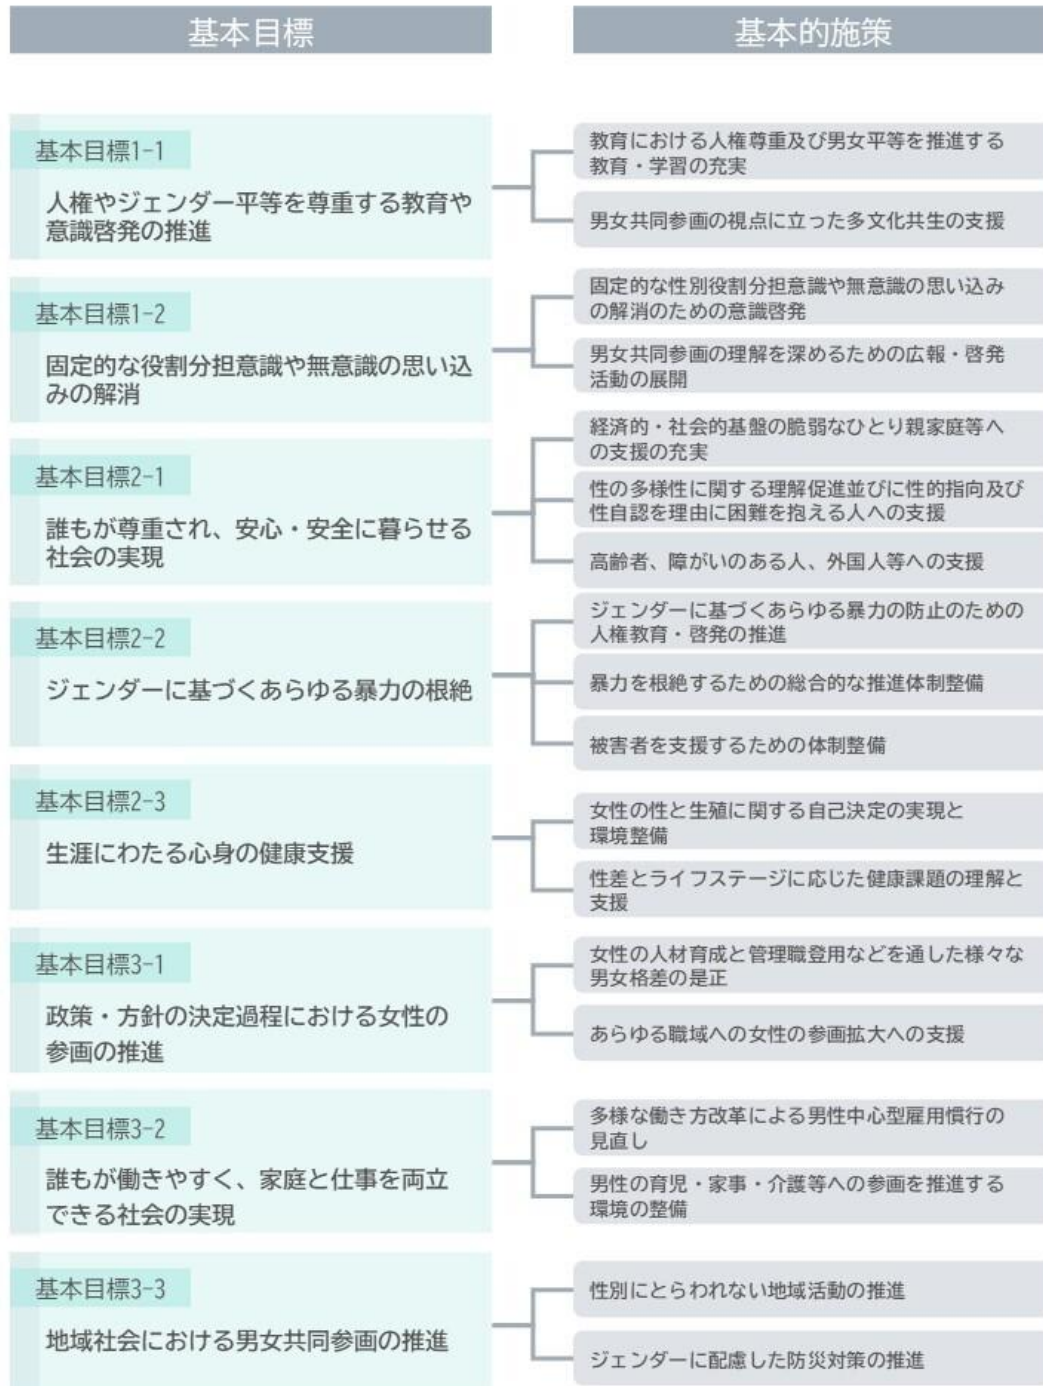 基本目標
基本的施策
基本目標1-1
人権やジェンダー平等を尊重する教育や
意識啓発の推進
教育における人権尊重及び男女平等を推進する
教育・学習の充実
男女共同参画の視点に立った多文化共生の支援
基本目標1-2
固定的な役割分担意識や無意識の思い込
みの解消
固定的な性別役割分担意識や無意識の思い込み
の解消のための意識啓発
男女共同参画の理解を深めるための広報・啓発
活動の展開
基本目標2-1
誰もが尊重され、安心・安全に暮らせる
社会の実現
経済的・社会的基盤の脆弱なひとり親家庭等へ
の支援の充実
性の多様性に関する理解促進並びに性的指向及び
性自認を理由に困難を抱える人への支援
高齢者、障がいのある人、外国人等への支援
基本目標2-2
ジェンダーに基づくあらゆる暴力の根絶
ジェンダーに基づくあらゆる暴力の防止のための
人権教育・啓発の推進
暴力を根絶するための総合的な推進体制整備
被害者を支援するための体制整備
基本目標2-3
生涯にわたる心身の健康支援
女性の性と生殖に関する自己決定の実現と
環境整備
性差とライフステージに応じた健康課題の理解と
支援
基本目標3-1
政策・方針の決定過程における女性の
参画の推進
女性の人材育成と管理職登用などを通した様々な
男女格差の是正
あらゆる職域への女性の参画拡大への支援
基本目標3-2
誰もが働きやすく、家庭と仕事を両立
できる社会の実現
多様な働き方改革による男性中心型雇用慣行の
見直し
男性の育児・家事・介護等への参画を推進する
環境の整備
基本目標3-3
地域社会における男女共同参画の推進
性別にとらわれない地域活動の推進
ジェンダーに配慮した防災対策の推進